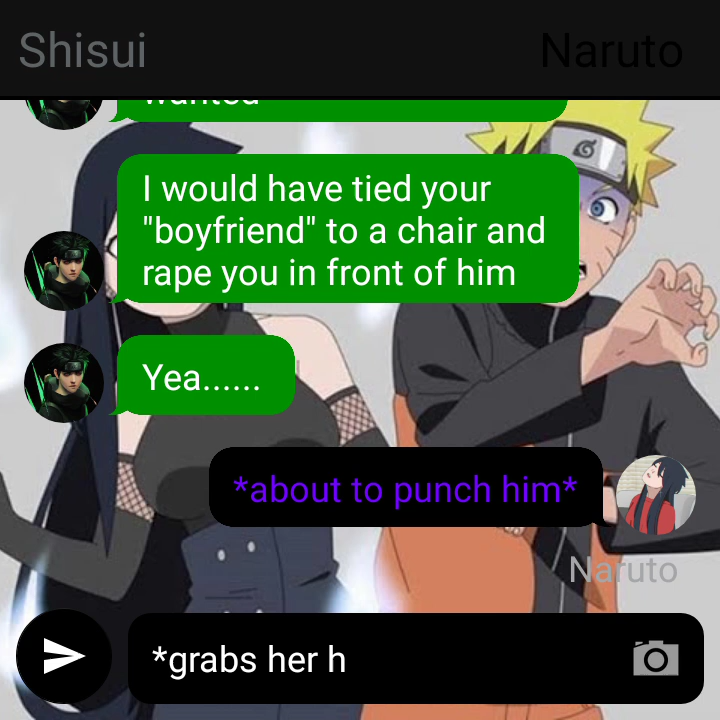 Shisui
Naruto
wanted
I would have tied your
"boyfriend" to a chair and
rape you in front of him
Yea......
*about to punch him*
Naruto
*grabs her h